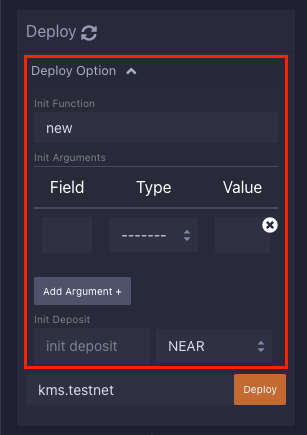 Deploy
Deploy Option
Init Function
new
Init Arguments
Field Type Value
-------
Add Argument +
Init Deposit
init deposit NEAR
kms.testnet Deploy